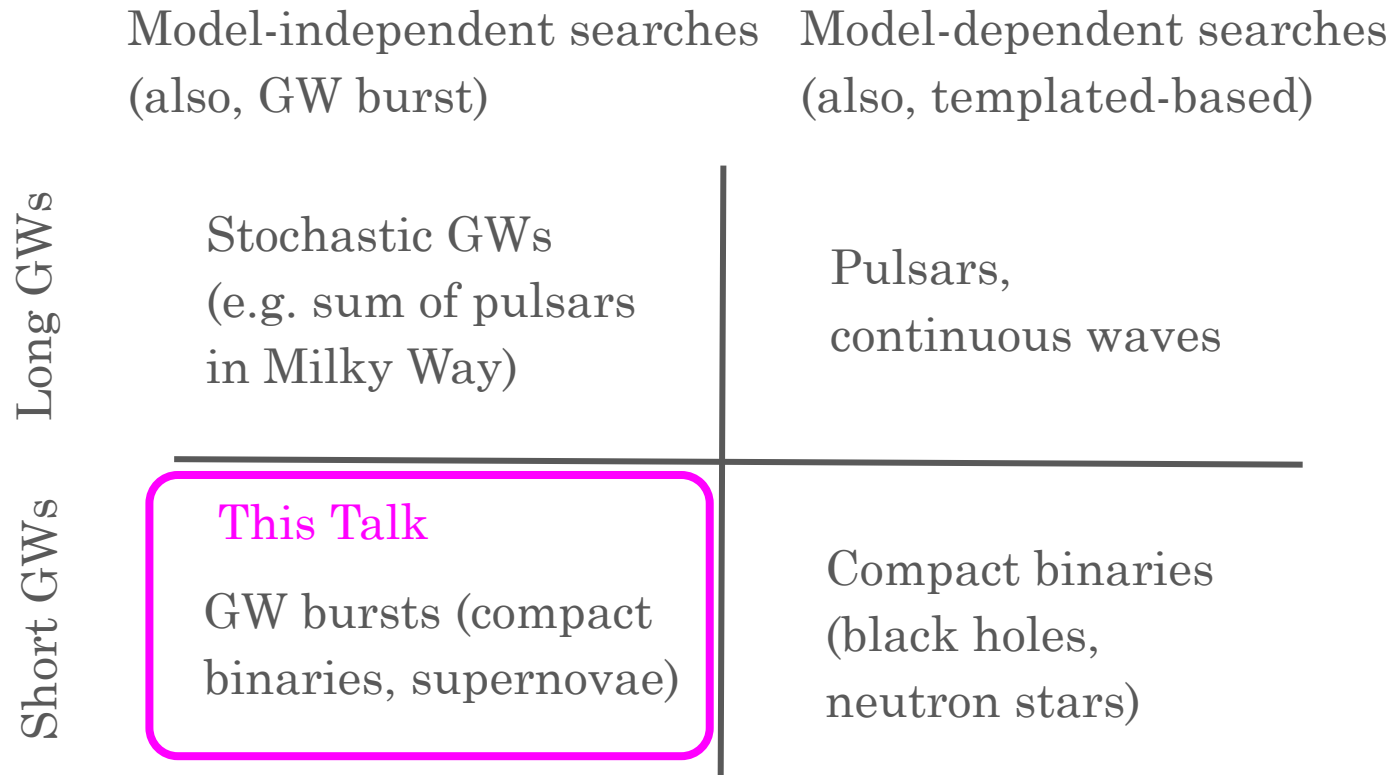 Model-independent searches
(also, GW burst)
Model-dependent searches
(also, templated-based)
Long GWs
Stochastic GWs
(e.g. sum of pulsars
in Milky Way)
Pulsars,
continuous waves
Short GWs
This Talk
GW bursts (compact
binaries, supernovae)
Compact binaries
(black holes,
neutron stars)